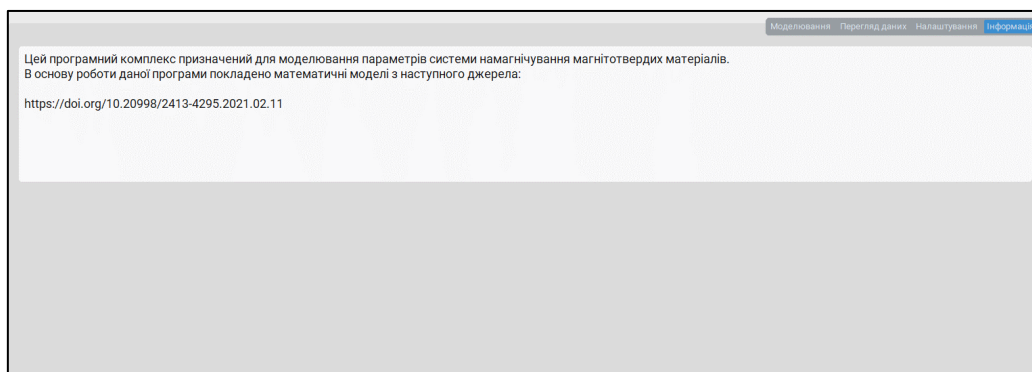 Моделювання Перегляд даних Налаштування Інформація
Цей програмний комплекс призначений для моделювання параметрів системи намагнічування магнітотвердих матеріалів.
В основу роботи даної програми покладено математичні моделі з наступного джерела:
https://doi.org/10.20998/2413-4295.2021.02.11